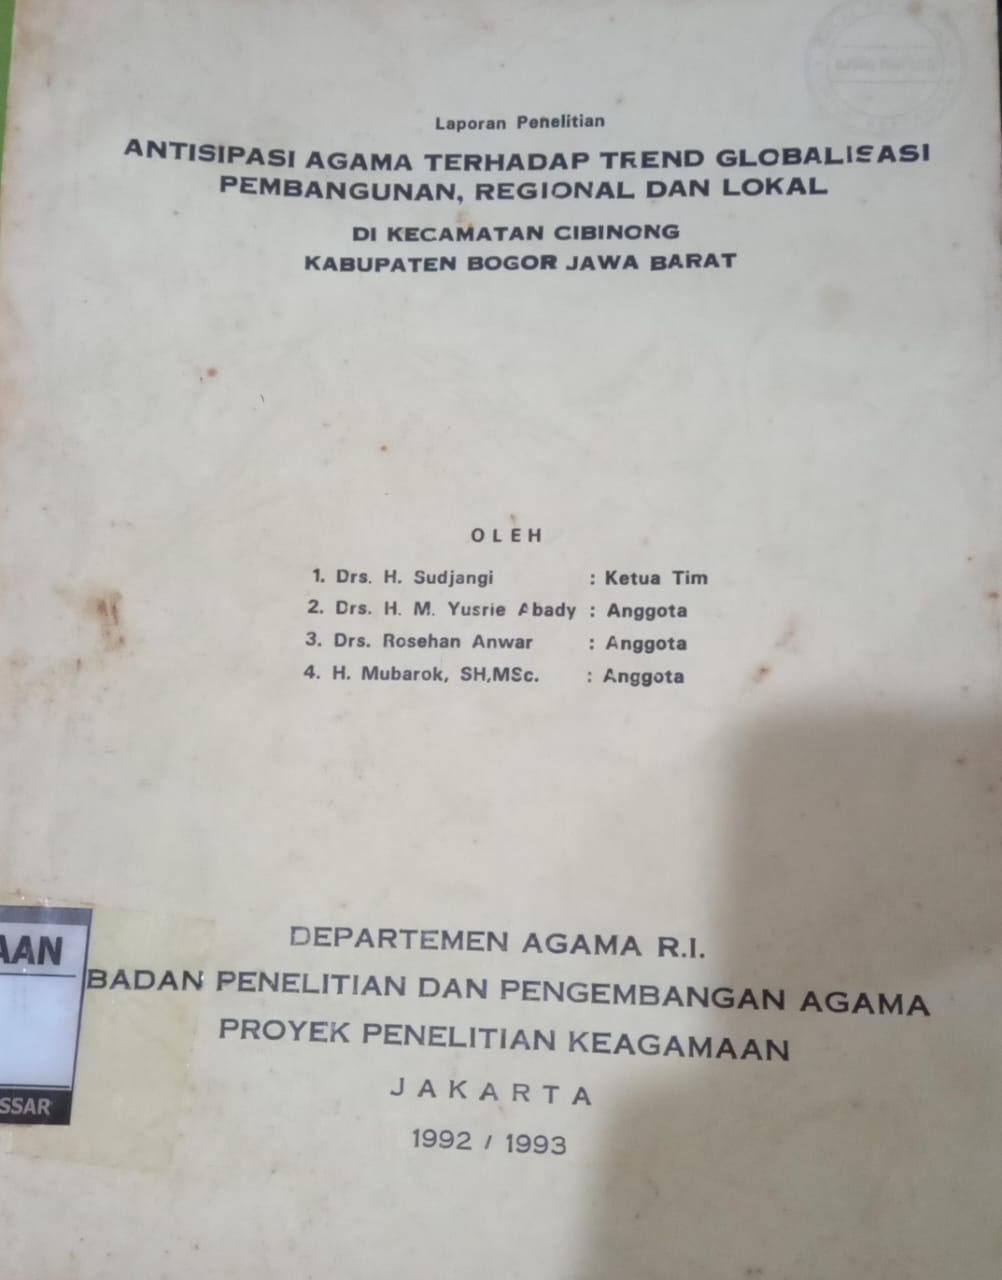 Laporan Penelitian
ANTISIPASI AGAMA TERHADAP TREND GLOBALISASI
PEMBANGUNAN, REGIONAL DAN LOKAL
DI KECAMATAN CIBINONG
KABUPATEN BOGOR JAWA BARAT
OLEH
1. Drs. H. Sudjangi : Ketua Tim
2. Drs. H. M. Yusrie Abady : Anggota
3. Drs. Rosehan Anwar : Anggota
4. H. Mubarok, SH,MSc. : Anggota
AAN
SSAR
DEPARTEMEN AGAMA R.I.
BADAN PENELITIAN DAN PENGEMBANGAN AGAMA
PROYEK PENELITIAN KEAGAMAAN
JAKARTA
1992 / 1993